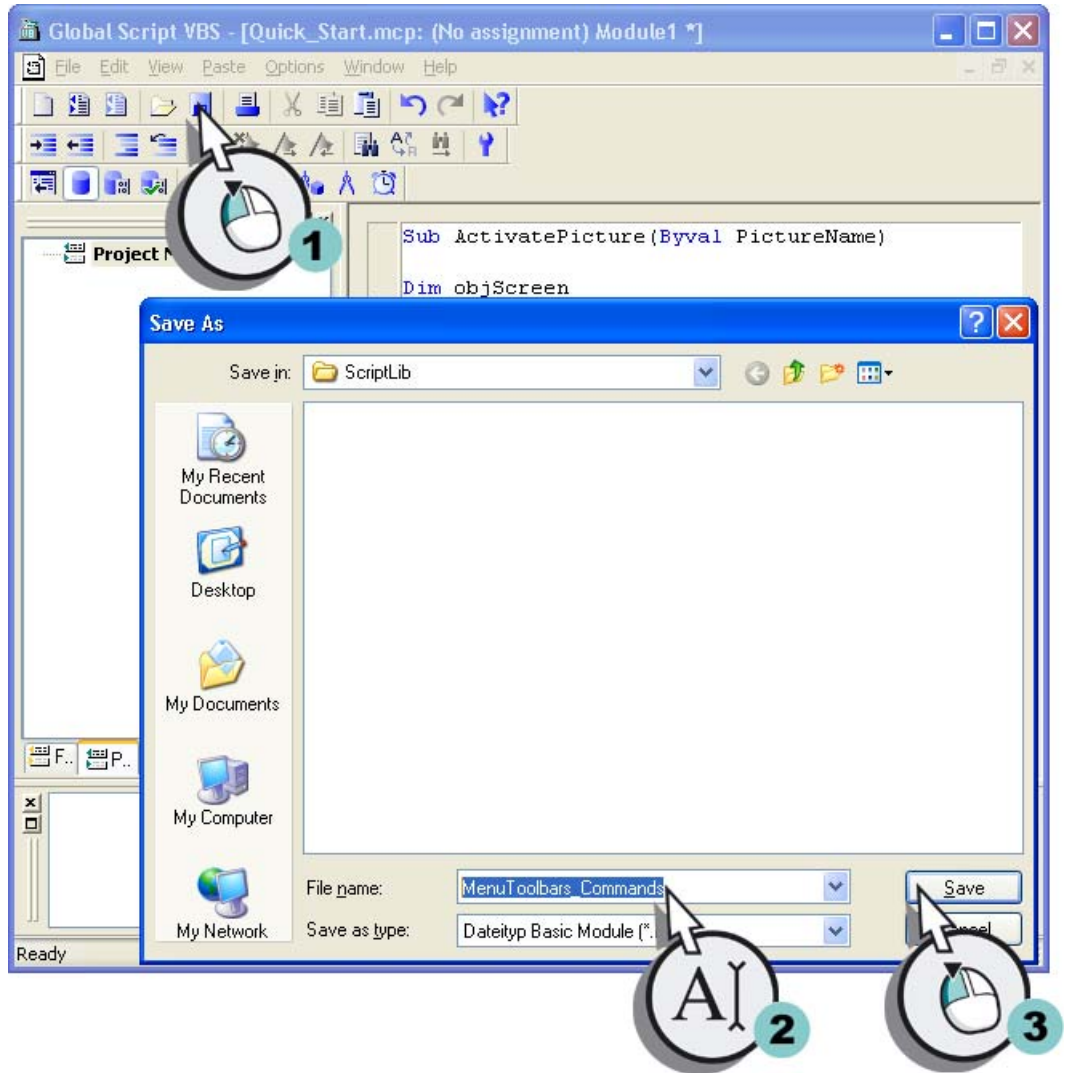 Global Script VBS - [Quick_Start.mcp: (No assignment) Module1 *]
File Edit View Paste Options Window Help
1
Project
Sub ActivatePicture(Byval PictureName)
Dim objScreen
Save As
Save in: ScriptLib
My Recent
Documents
Desktop
My Documents
My Computer
My Network
F.. P..
File name: MenuToolbars_Commands
Save
Save as type: Dateityp Basic Module (*.
Ready
A
2
3